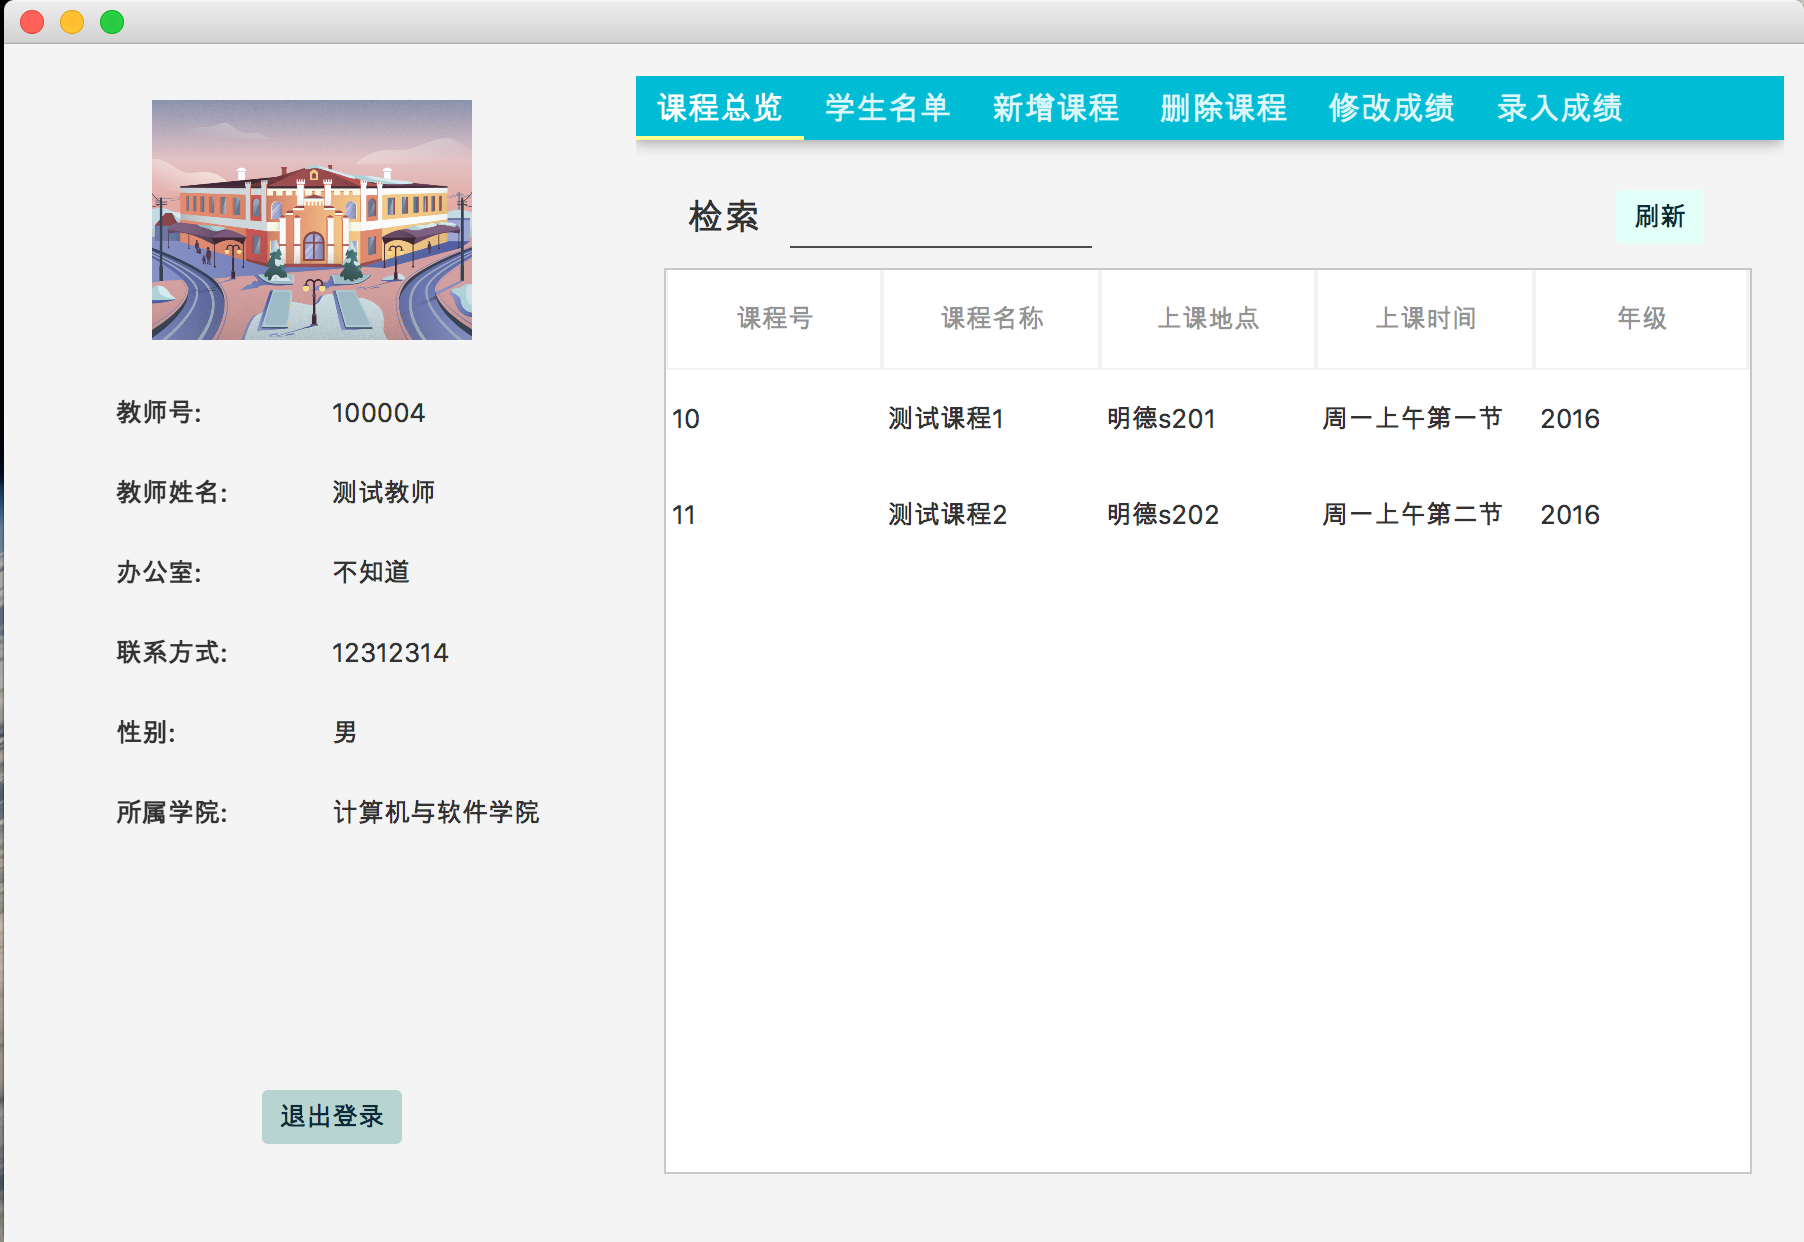 课程总览 学生名单 新增课程 删除课程 修改成绩 录入成绩
检索 刷新
课程号 课程名称 上课地点 上课时间 年级
10 测试课程1 明德s201 周一上午第一节 2016
11 测试课程2 明德s202 周一上午第二节 2016
教师号: 100004
教师姓名: 测试教师
办公室: 不知道
联系方式: 12312314
性别: 男
所属学院: 计算机与软件学院
退出登录